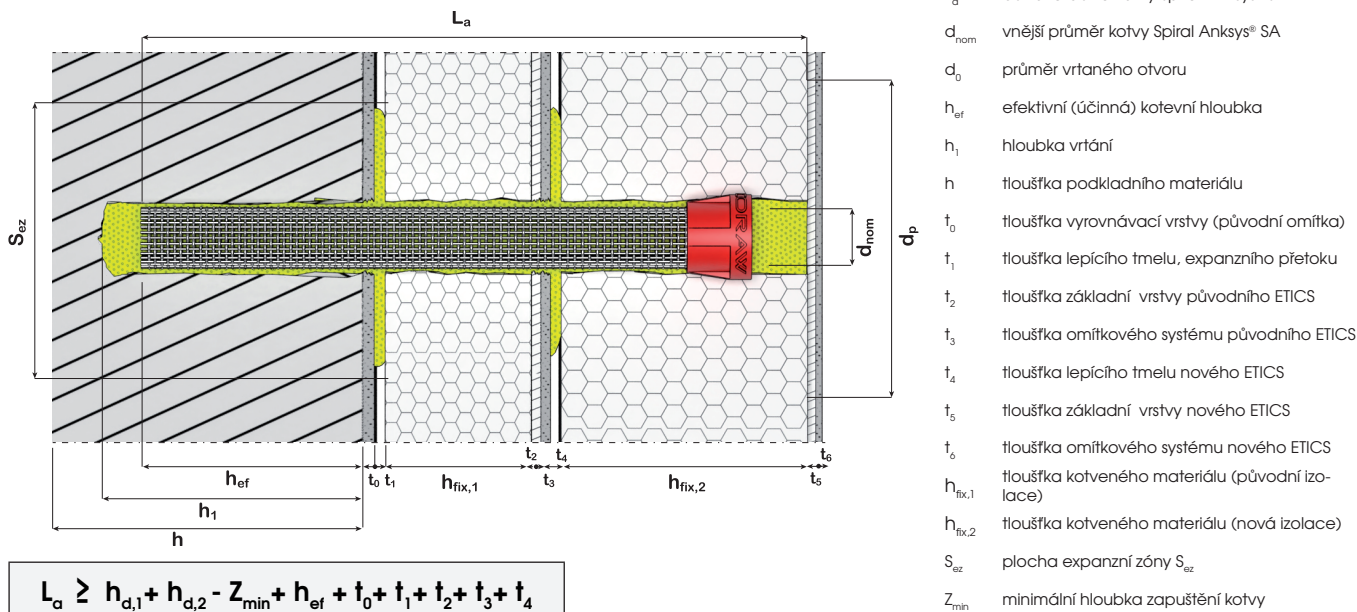 La
dnom vnější průměr kotvy Spiral Anksys® SA
d0 průměr vrtaného otvoru
hef efektivní (účinná) kotevní hloubka
h1 hloubka vrtání
h tloušťka podkladního materiálu
t0 tloušťka vyrovnávací vrstvy (původní omítka)
t1 tloušťka lepícího tmelu, expanzního přetoku
t2 tloušťka základní vrstvy původního ETICS
t3 tloušťka omítkového systému původního ETICS
t4 tloušťka lepícího tmelu nového ETICS
t5 tloušťka základní vrstvy nového ETICS
t6 tloušťka omítkového systému nového ETICS
hfix,1 tloušťka kotveného materiálu (původní izo-
lace)
hfix,2 tloušťka kotveného materiálu (nová izolace)
Sez plocha expanzní zóny Sez
Zmin minimální hloubka zapuštění kotvy
Sez
DRAW
dnom
dp
hef
t0
t1
hfix,1
t2
t3
t4
hfix,2
t5
t6
h1
h
La ≥ hd,1+ hd,2 - Zmin+ hef + t0+ t1+ t2+ t3+ t4